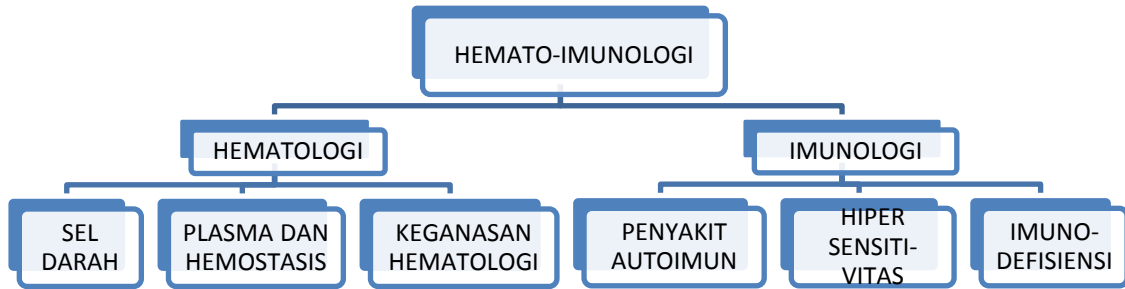 HEMATO-IMUNOLOGI
HEMATOLOGI
IMUNOLOGI
SEL
DARAH
PLASMA DAN
HEMOSTASIS
KEGANASAN
HEMATOLOGI
PENYAKIT
AUTOIMUN
HIPER
SENSITI-
VITAS
IMUNO-
DEFISIENSI